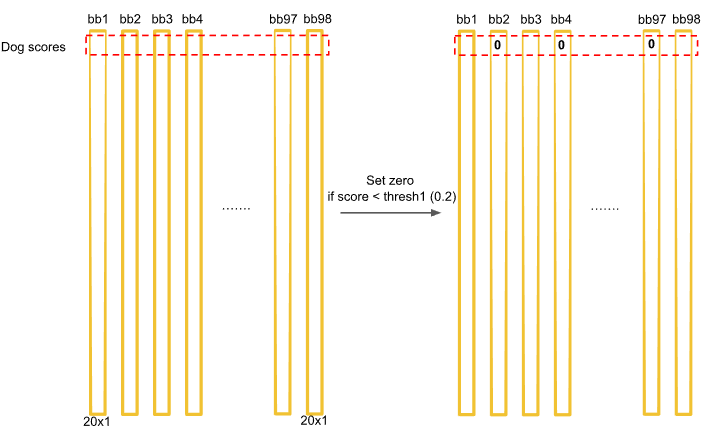 bb1 bb2 bb3 bb4 bb97 bb98 bb1 bb2 bb3 bb4 bb97 bb98
Dog scores 0 0 0
Set zero
if score < thresh1 (0.2)
....... .......
20x1 20x1